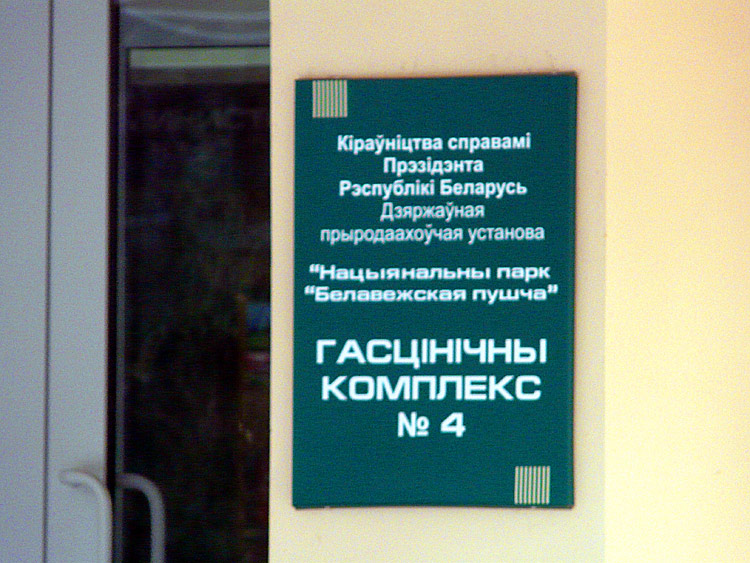 Кіраўніцтва справамі
Прэзідэнта
Рэспублікі Беларусь
Дзяржаўная
прыродаахоўчая установа
“Нацыянальны парк
“Белавежская пушча”
ГАСЦІНІЧНЫ
КОМПЛЕКС
№ 4